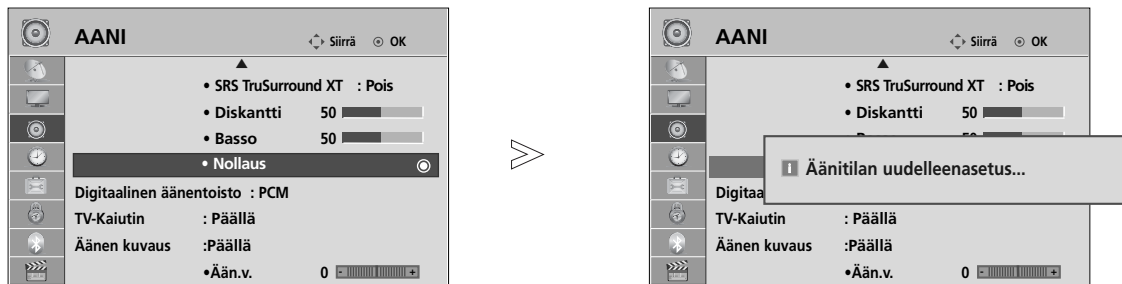 AANI
Siirrä OK
• SRS TruSurround XT : Pois
• Diskantti 50
• Basso 50
• Nollaus
Digitaalinen äänentoisto : PCM
TV-Kaiutin : Päällä
Äänen kuvaus :Päällä
•Ään.v. 0 - +
AANI
Siirrä OK
• SRS TruSurround XT : Pois
• Diskantti 50
i Äänitilan uudelleenasetus...
Digitaa
TV-Kaiutin : Päällä
Äänen kuvaus :Päällä
•Ään.v. 0 - +